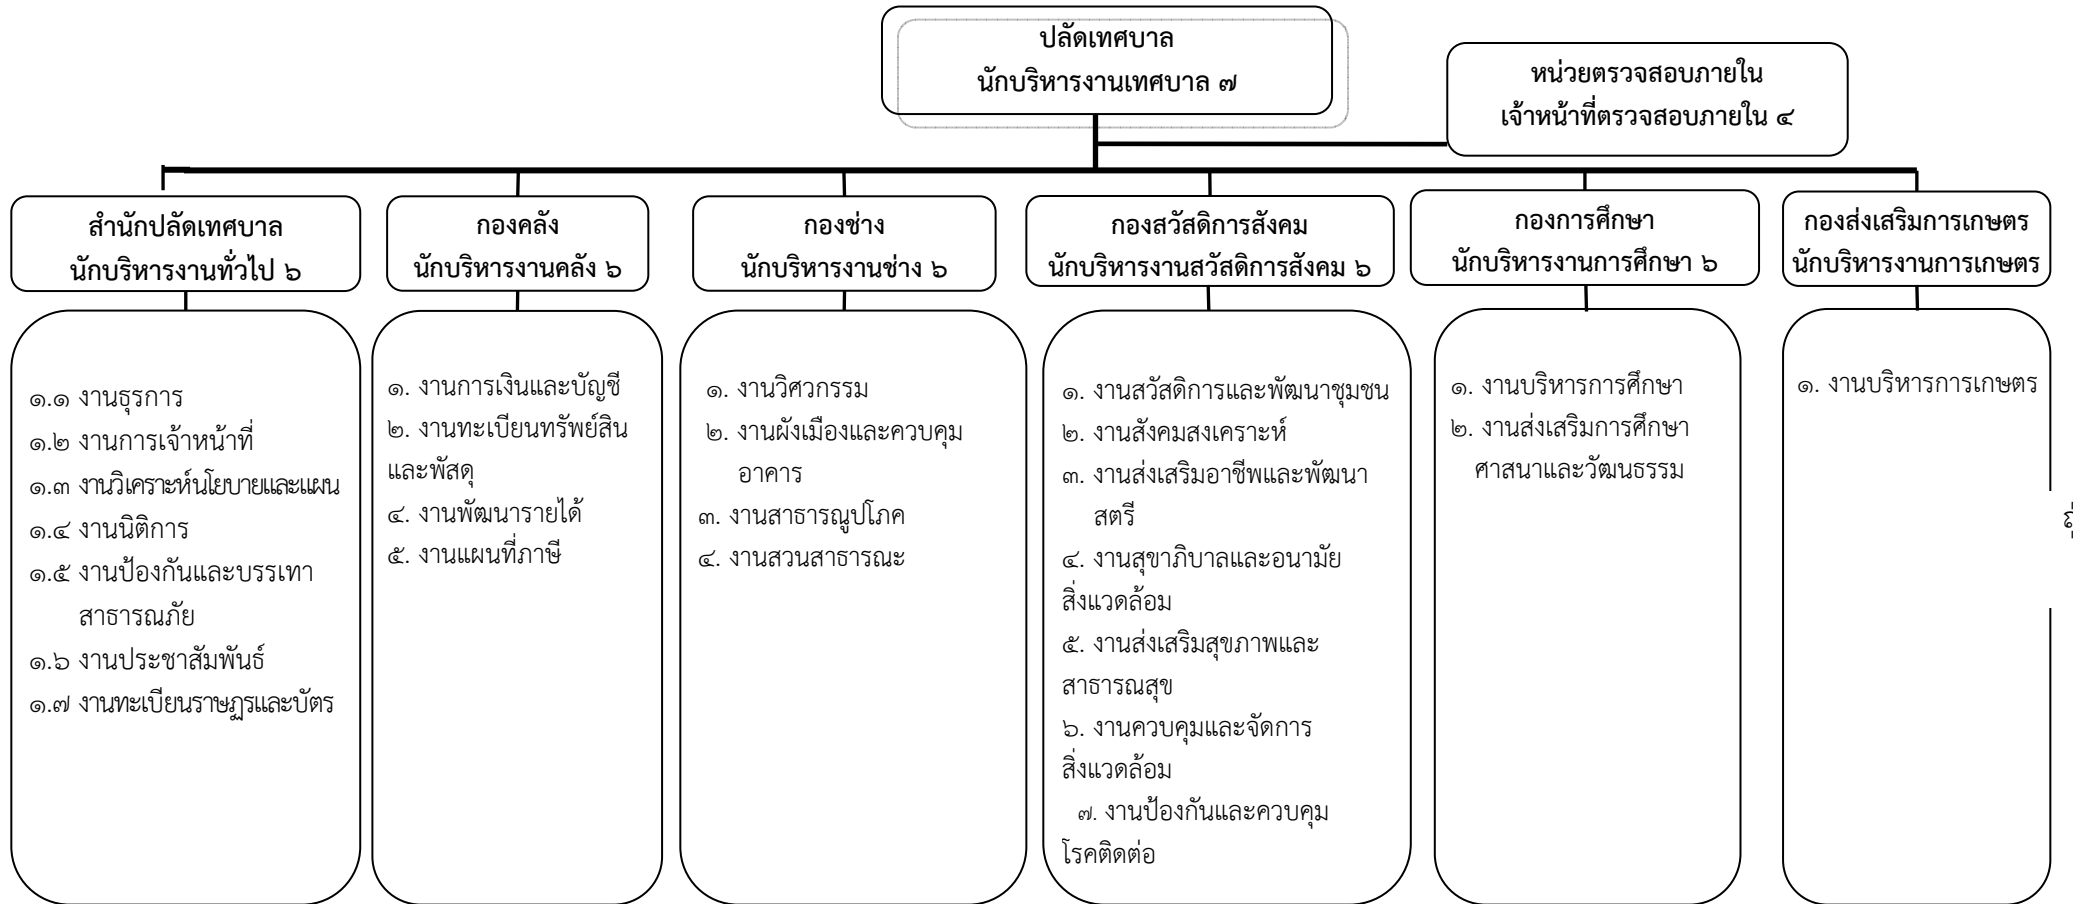 ปลัดเทศบาล
นักบริหารงานเทศบาล ๗
หน่วยตรวจสอบภายใน
เจ้าหน้าที่ตรวจสอบภายใน ๔
สำนักปลัดเทศบาล
นักบริหารงานทั่วไป ๖
กองคลัง
นักบริหารงานคลัง ๖
กองช่าง
นักบริหารงานช่าง ๖
กองสวัสดิการสังคม
นักบริหารงานสวัสดิการสังคม ๖
กองการศึกษา
นักบริหารงานการศึกษา ๖
กองส่งเสริมการเกษตร
นักบริหารงานการเกษตร
๑.๑ งานธุรการ
๑.๒ งานการเจ้าหน้าที่
๑.๓ งานวิเคราะห์นโยบายและแผน
๑.๔ งานนิติการ
๑.๕ งานป้องกันและบรรเทา
สาธารณภัย
๑.๖ งานประชาสัมพันธ์
๑.๗ งานทะเบียนราษฎรและบัตร
๑. งานการเงินและบัญชี
๒. งานทะเบียนทรัพย์สิน
และพัสดุ
๔. งานพัฒนารายได้
๕. งานแผนที่ภาษี
๑. งานวิศวกรรม
๒. งานผังเมืองและควบคุม
อาคาร
๓. งานสาธารณูปโภค
๔. งานสวนสาธารณะ
๑. งานสวัสดิการและพัฒนาชุมชน
๒. งานสังคมสงเคราะห์
๓. งานส่งเสริมอาชีพและพัฒนา
สตรี
๔. งานสุขาภิบาลและอนามัย
สิ่งแวดล้อม
๕. งานส่งเสริมสุขภาพและ
สาธารณสุข
๖. งานควบคุมและจัดการ
สิ่งแวดล้อม
๗. งานป้องกันและควบคุม
โรคติดต่อ
๑. งานบริหารการศึกษา
๒. งานส่งเสริมการศึกษา
ศาสนาและวัฒนธรรม
๑. งานบริหารการเกษตร